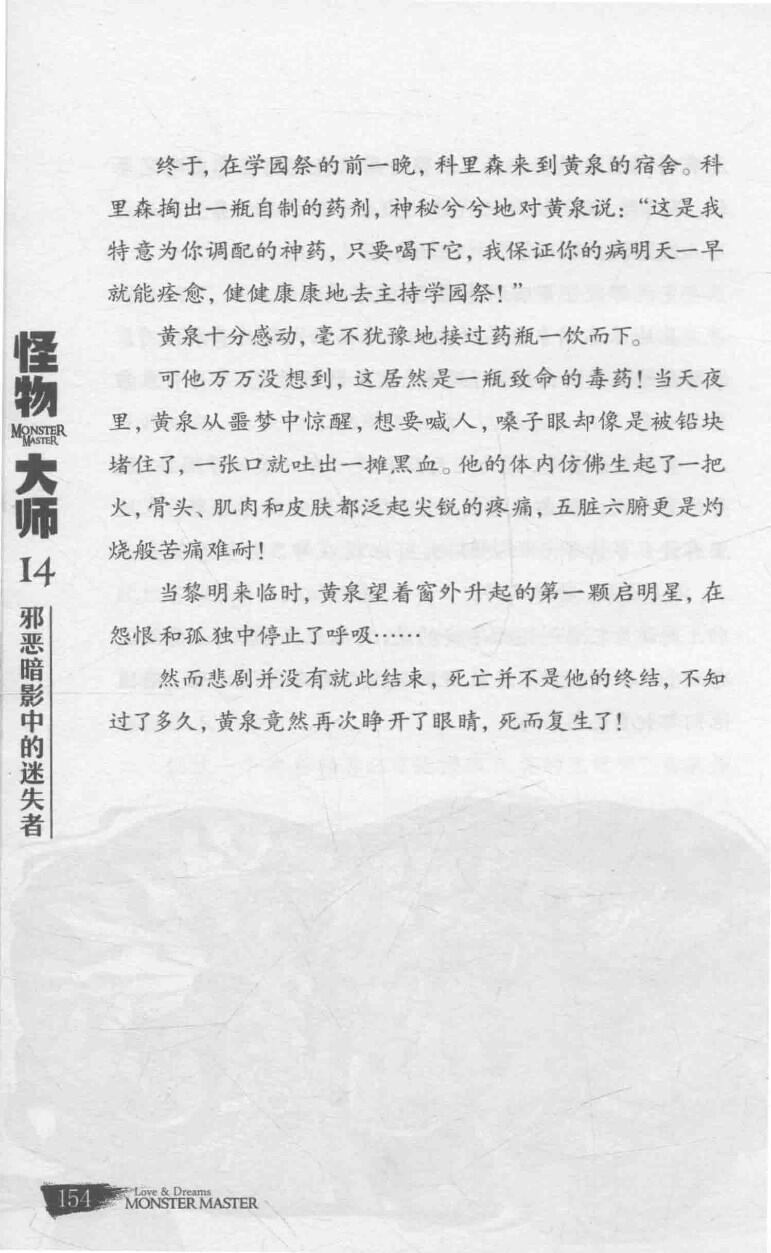 终于，在学园祭的前一晚，科里森来到黄泉的宿舍。科
里森掏出一瓶自制的药剂，神秘兮兮地对黄泉说：“这是我
特意为你调配的神药，只要喝下它，我保证你的病明天一早
就能痊愈，健健康康地去主持学园祭！”
黄泉十分感动，毫不犹豫地接过药瓶一饮而下。
可他万万没想到，这居然是一瓶致命的毒药！当天夜
里，黄泉从噩梦中惊醒，想要喊人，嗓子眼却像是被铅块
堵住了，一张口就吐出一摊黑血。他的体内仿佛生起了一把
火，骨头、肌肉和皮肤都泛起尖锐的疼痛，五脏六腑更是灼
烧般苦痛难耐！
当黎明来临时，黄泉望着窗外升起的第一颗启明星，在
怨恨和孤独中停止了呼吸……
然而悲剧并没有就此结束，死亡并不是他的终结，不知
过了多久，黄泉竟然再次睁开了眼睛，死而复生了！
怪物
MONSTER
MASTER
大师
14
邪恶暗影中的迷失者
154
Love & Dreams
MONSTER MASTER